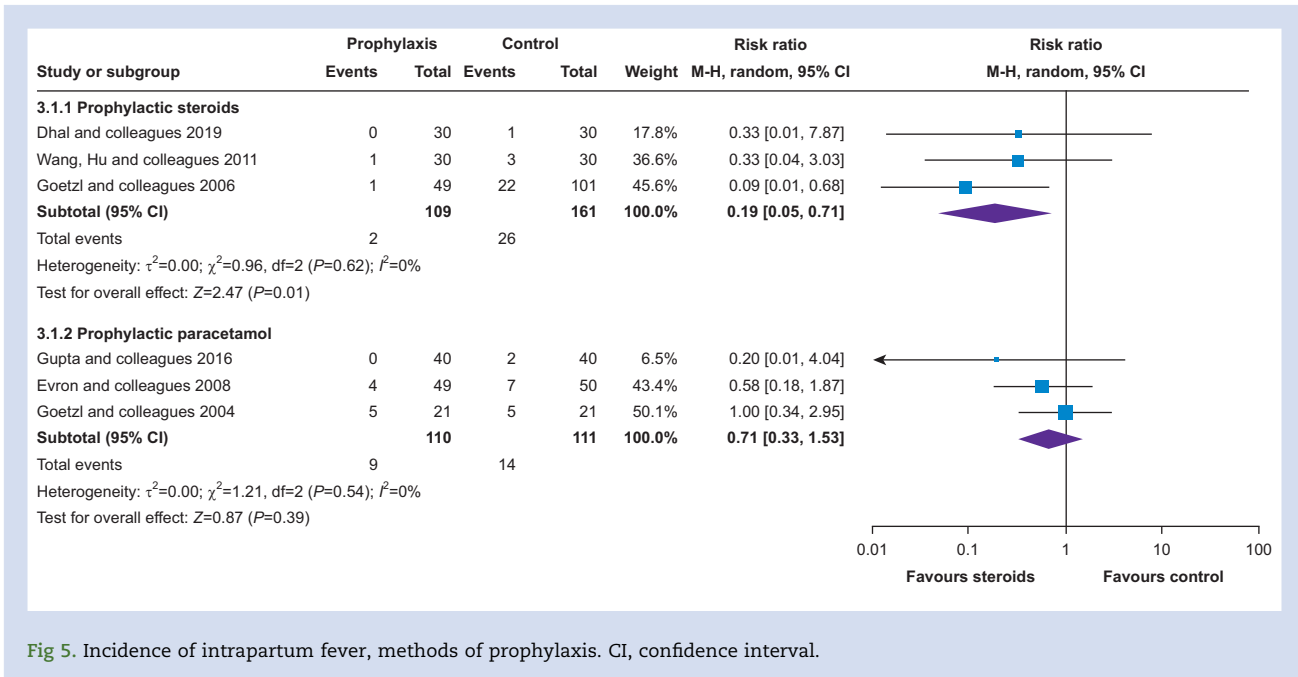 Prophylaxis Control Risk ratio Risk ratio
Study or subgroup Events Total Events Total Weight M-H, random, 95% CI M-H, random, 95% CI
3.1.1 Prophylactic steroids
Dhal and colleagues 2019 0 30 1 30 17.8% 0.33 [0.01, 7.87]
Wang, Hu and colleagues 2011 1 30 3 30 36.6% 0.33 [0.04, 3.03]
Goetzl and colleagues 2006 1 49 22 101 45.6% 0.09 [0.01, 0.68]
Subtotal (95% CI) 109 161 100.0% 0.19 [0.05, 0.71]
Total events 2 26
Heterogeneity: τ²=0.00; χ²=0.96, df=2 (P=0.62); I²=0%
Test for overall effect: Z=2.47 (P=0.01)
3.1.2 Prophylactic paracetamol
Gupta and colleagues 2016 0 40 2 40 6.5% 0.20 [0.01, 4.04]
Evron and colleagues 2008 4 49 7 50 43.4% 0.58 [0.18, 1.87]
Goetzl and colleagues 2004 5 21 5 21 50.1% 1.00 [0.34, 2.95]
Subtotal (95% CI) 110 111 100.0% 0.71 [0.33, 1.53]
Total events 9 14
Heterogeneity: τ²=0.00; χ²=1.21, df=2 (P=0.54); I²=0%
Test for overall effect: Z=0.87 (P=0.39)
0.01 0.1 1 10 100
Favours steroids Favours control
Fig 5. Incidence of intrapartum fever, methods of prophylaxis. CI, confidence interval.